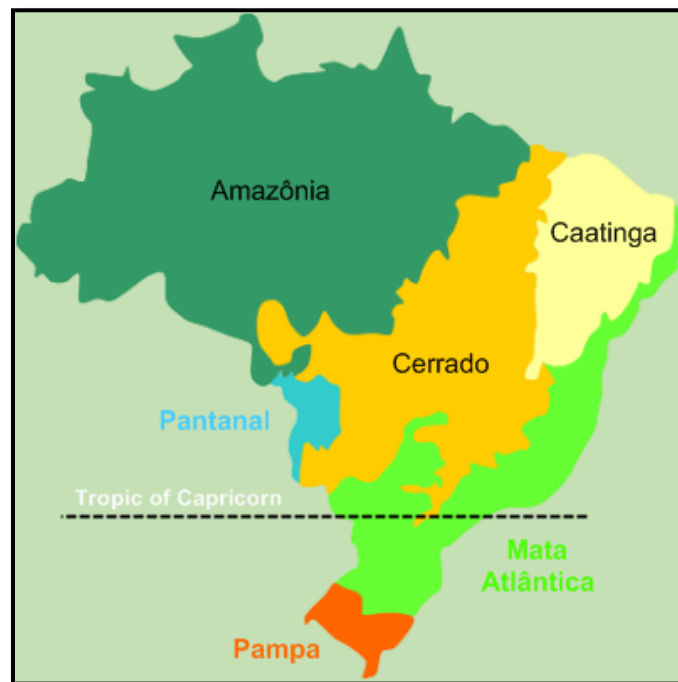 Amazônia
Caatinga
Cerrado
Pantanal
Tropic of Capricorn
Mata
Atlântica
Pampa